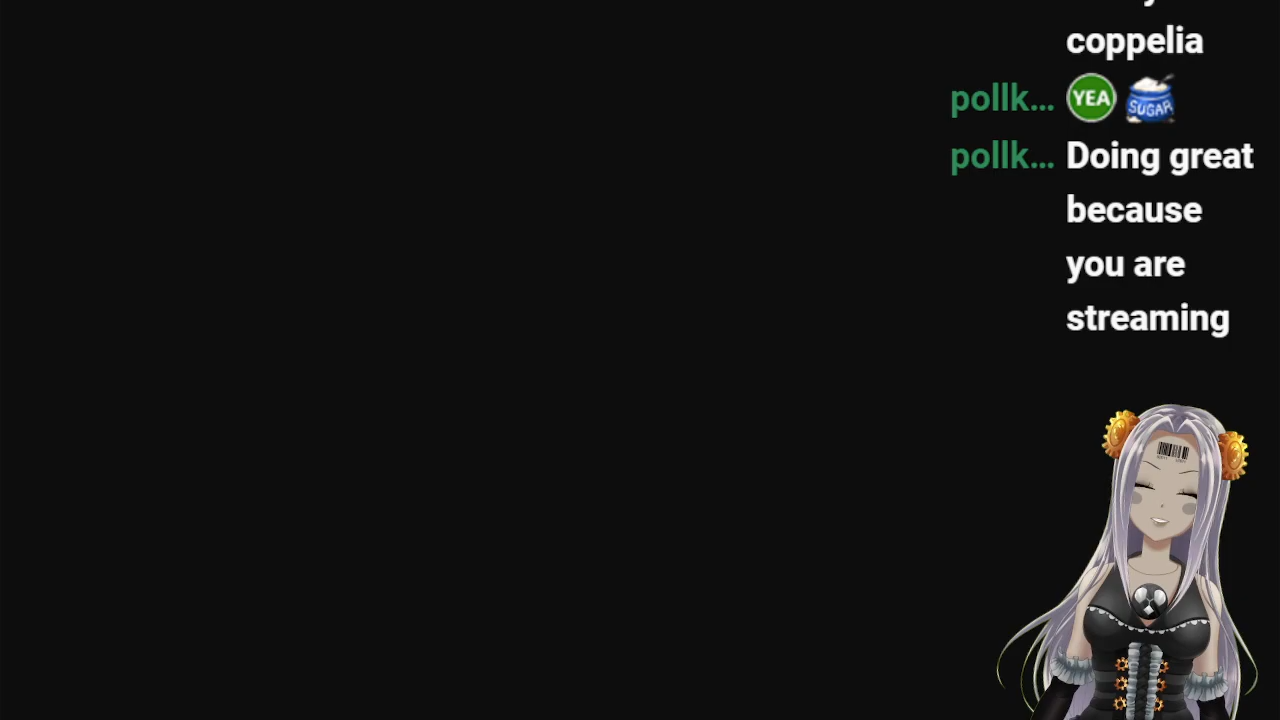 coppelia
pollk... YEA SUGAR
pollk... Doing great
because
you are
streaming